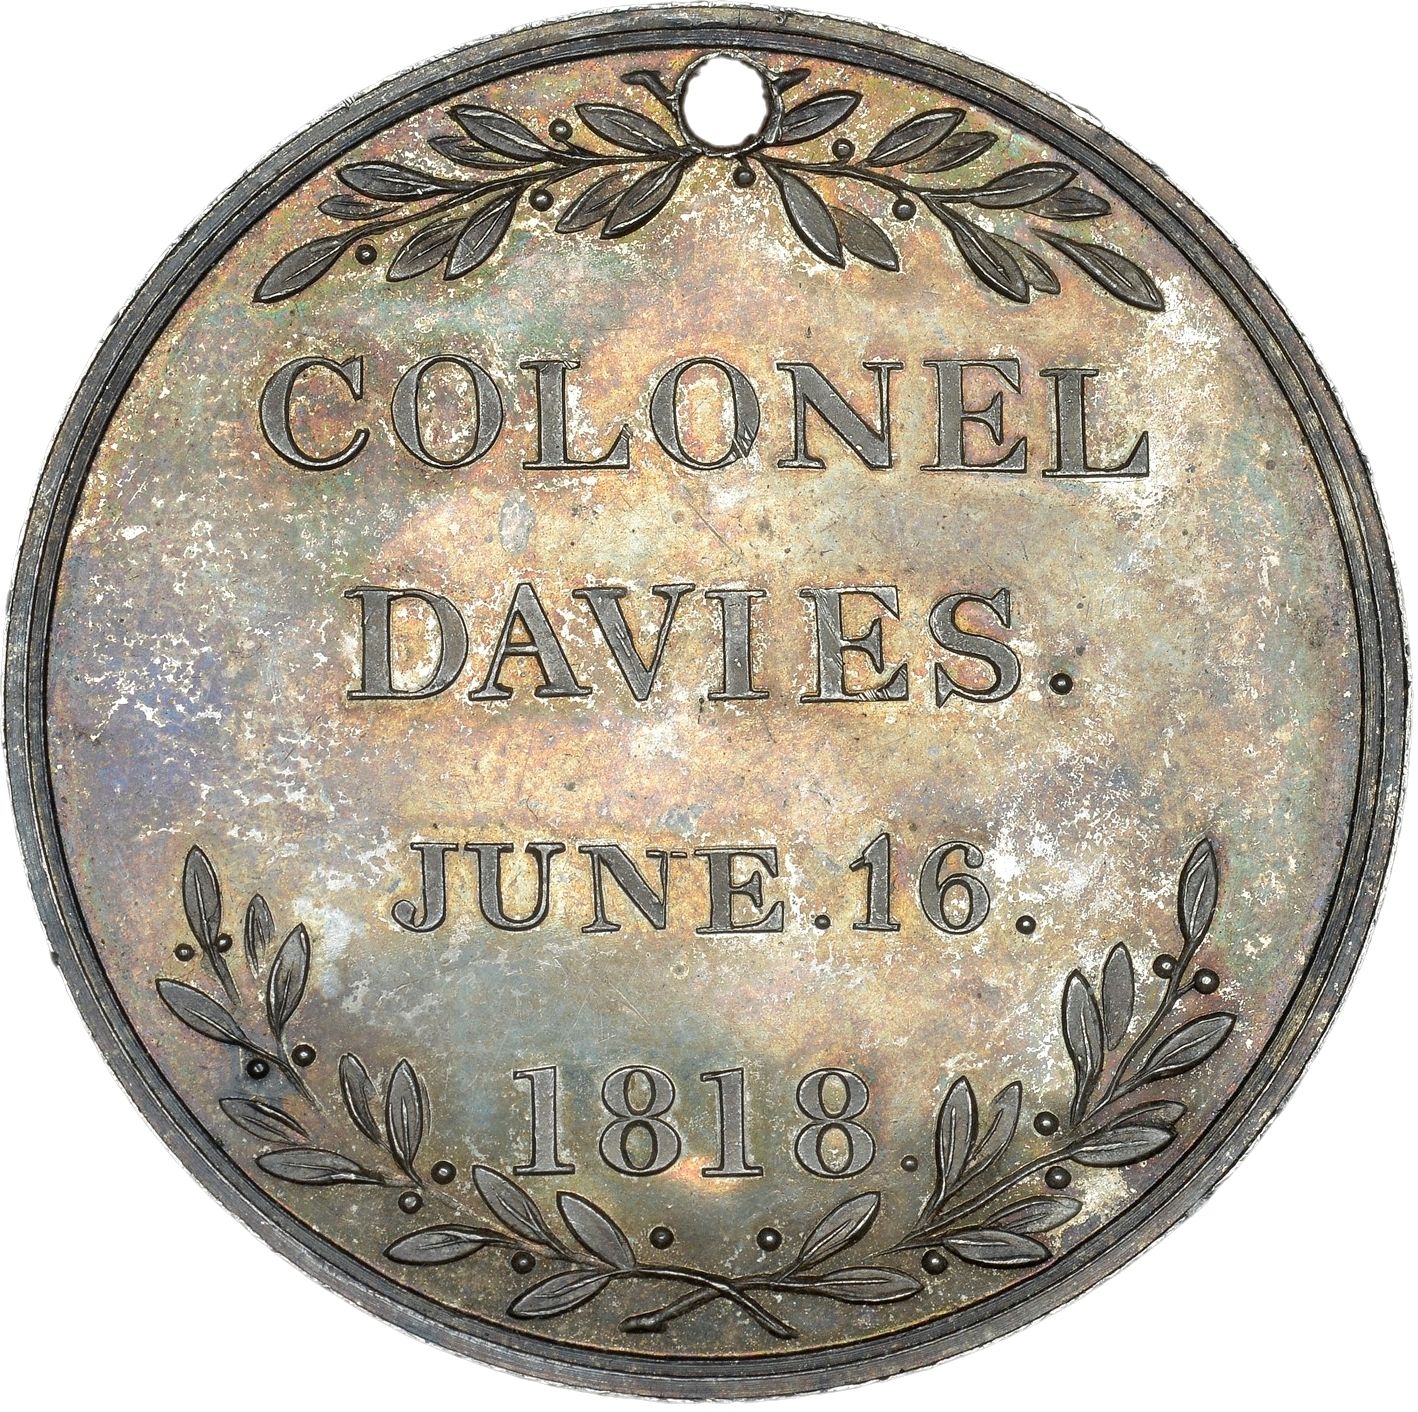 COLONEL
DAVIES.
JUNE.16.
1818.